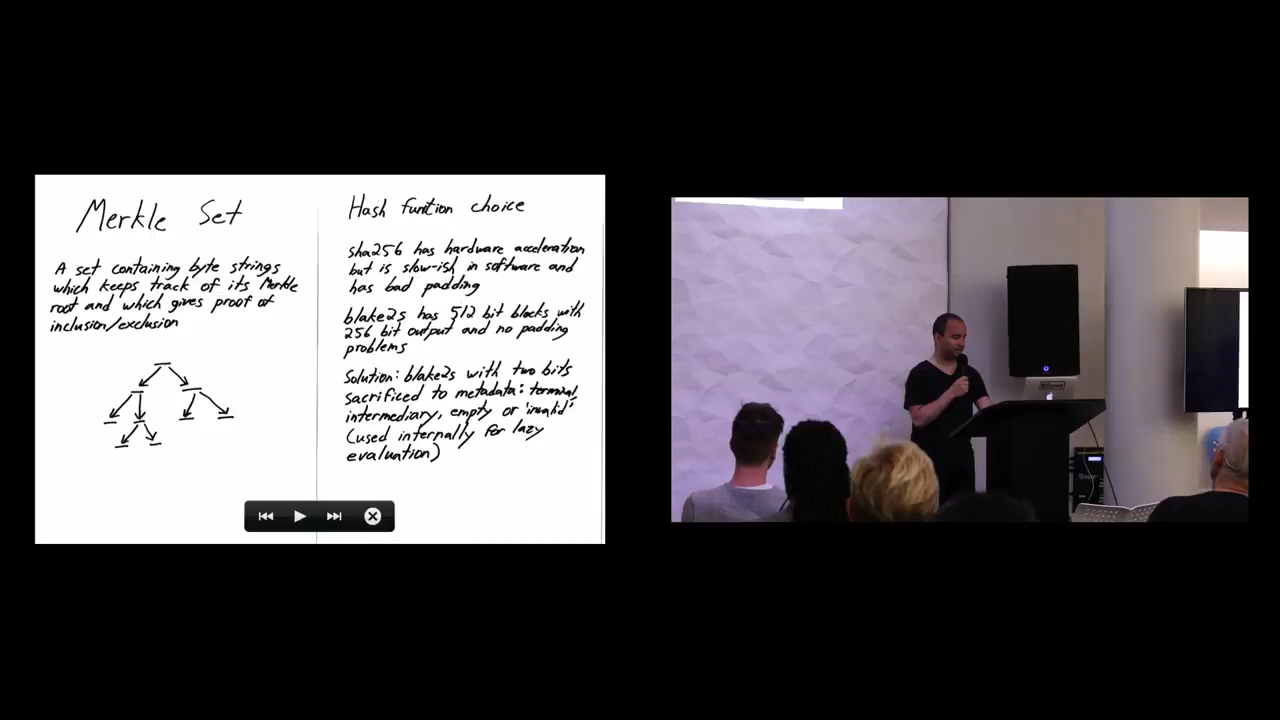 Merkle Set
A set containing byte strings
which keeps track of its Merkle
root and which gives proof of
inclusion/exclusion
Hash function choice
sha256 has hardware acceleration
but is slow-ish in software and
has bad padding
blake2s has 512 bit blocks with
256 bit output and no padding
problems
Solution: blake2s with two bits
sacrificed to metadata: terminal,
intermediary, empty or 'invalid'
(used internally for lazy
evaluation)